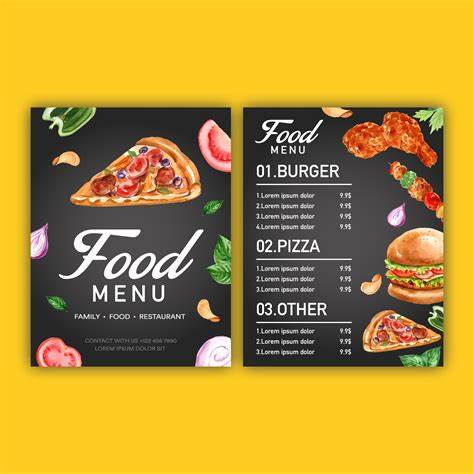 Food
MENU
FAMILY • FOOD • RESTAURANT
CONTACT WITH US +123 456 7890
LOREM IPSUM DOLOR SIT AMET
Food
MENU
01.BURGER
1.Lorem ipsum dolor 9.9$
2.Lorem ipsum dolor 9.9$
3.Lorem ipsum dolor 9.9$
4.Lorem ipsum dolor 9.9$
02.PIZZA
1.Lorem ipsum dolor 9.9$
2.Lorem ipsum dolor 9.9$
3.Lorem ipsum dolor 9.9$
4.Lorem ipsum dolor 9.9$
03.OTHER
1.Lorem ipsum dolor 9.9$
2.Lorem ipsum dolor 9.9$
3.Lorem ipsum dolor 9.9$
4.Lorem ipsum dolor 9.9$